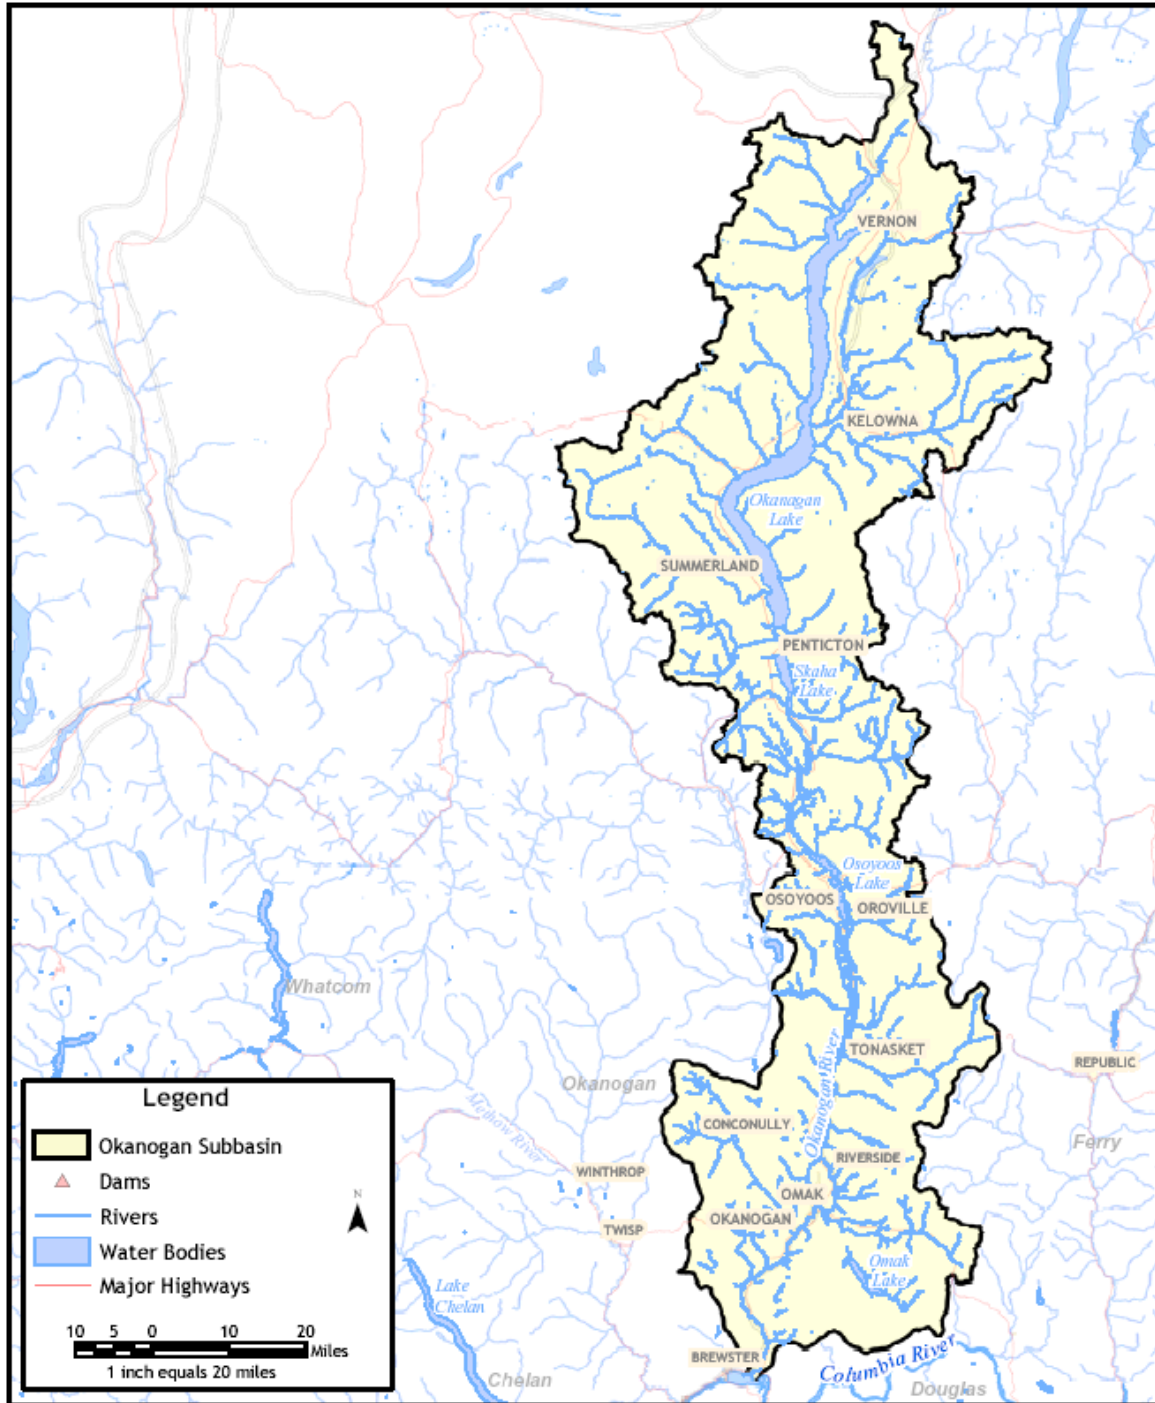 VERNON
KELOWNA
Okanagan
Lake
SUMMERLAND
PENTICTON
Skaha
Lake
Osoyoos
Lake
OSOYOOS
OROVILLE
Whatcom
Okanogan River
TONASKET
REPUBLIC
Okanogan
Methow River
CONCONULLY
Ferry
RIVERSIDE
WINTHROP
OMAK
OKANOGAN
TWISP
Omak
Lake
Lake
Chelan
BREWSTER
Columbia River
Chelan
Douglas
Legend
Okanogan Subbasin
Dams
N
Rivers
Water Bodies
Major Highways
10 5 0 10 20
Miles
1 inch equals 20 miles